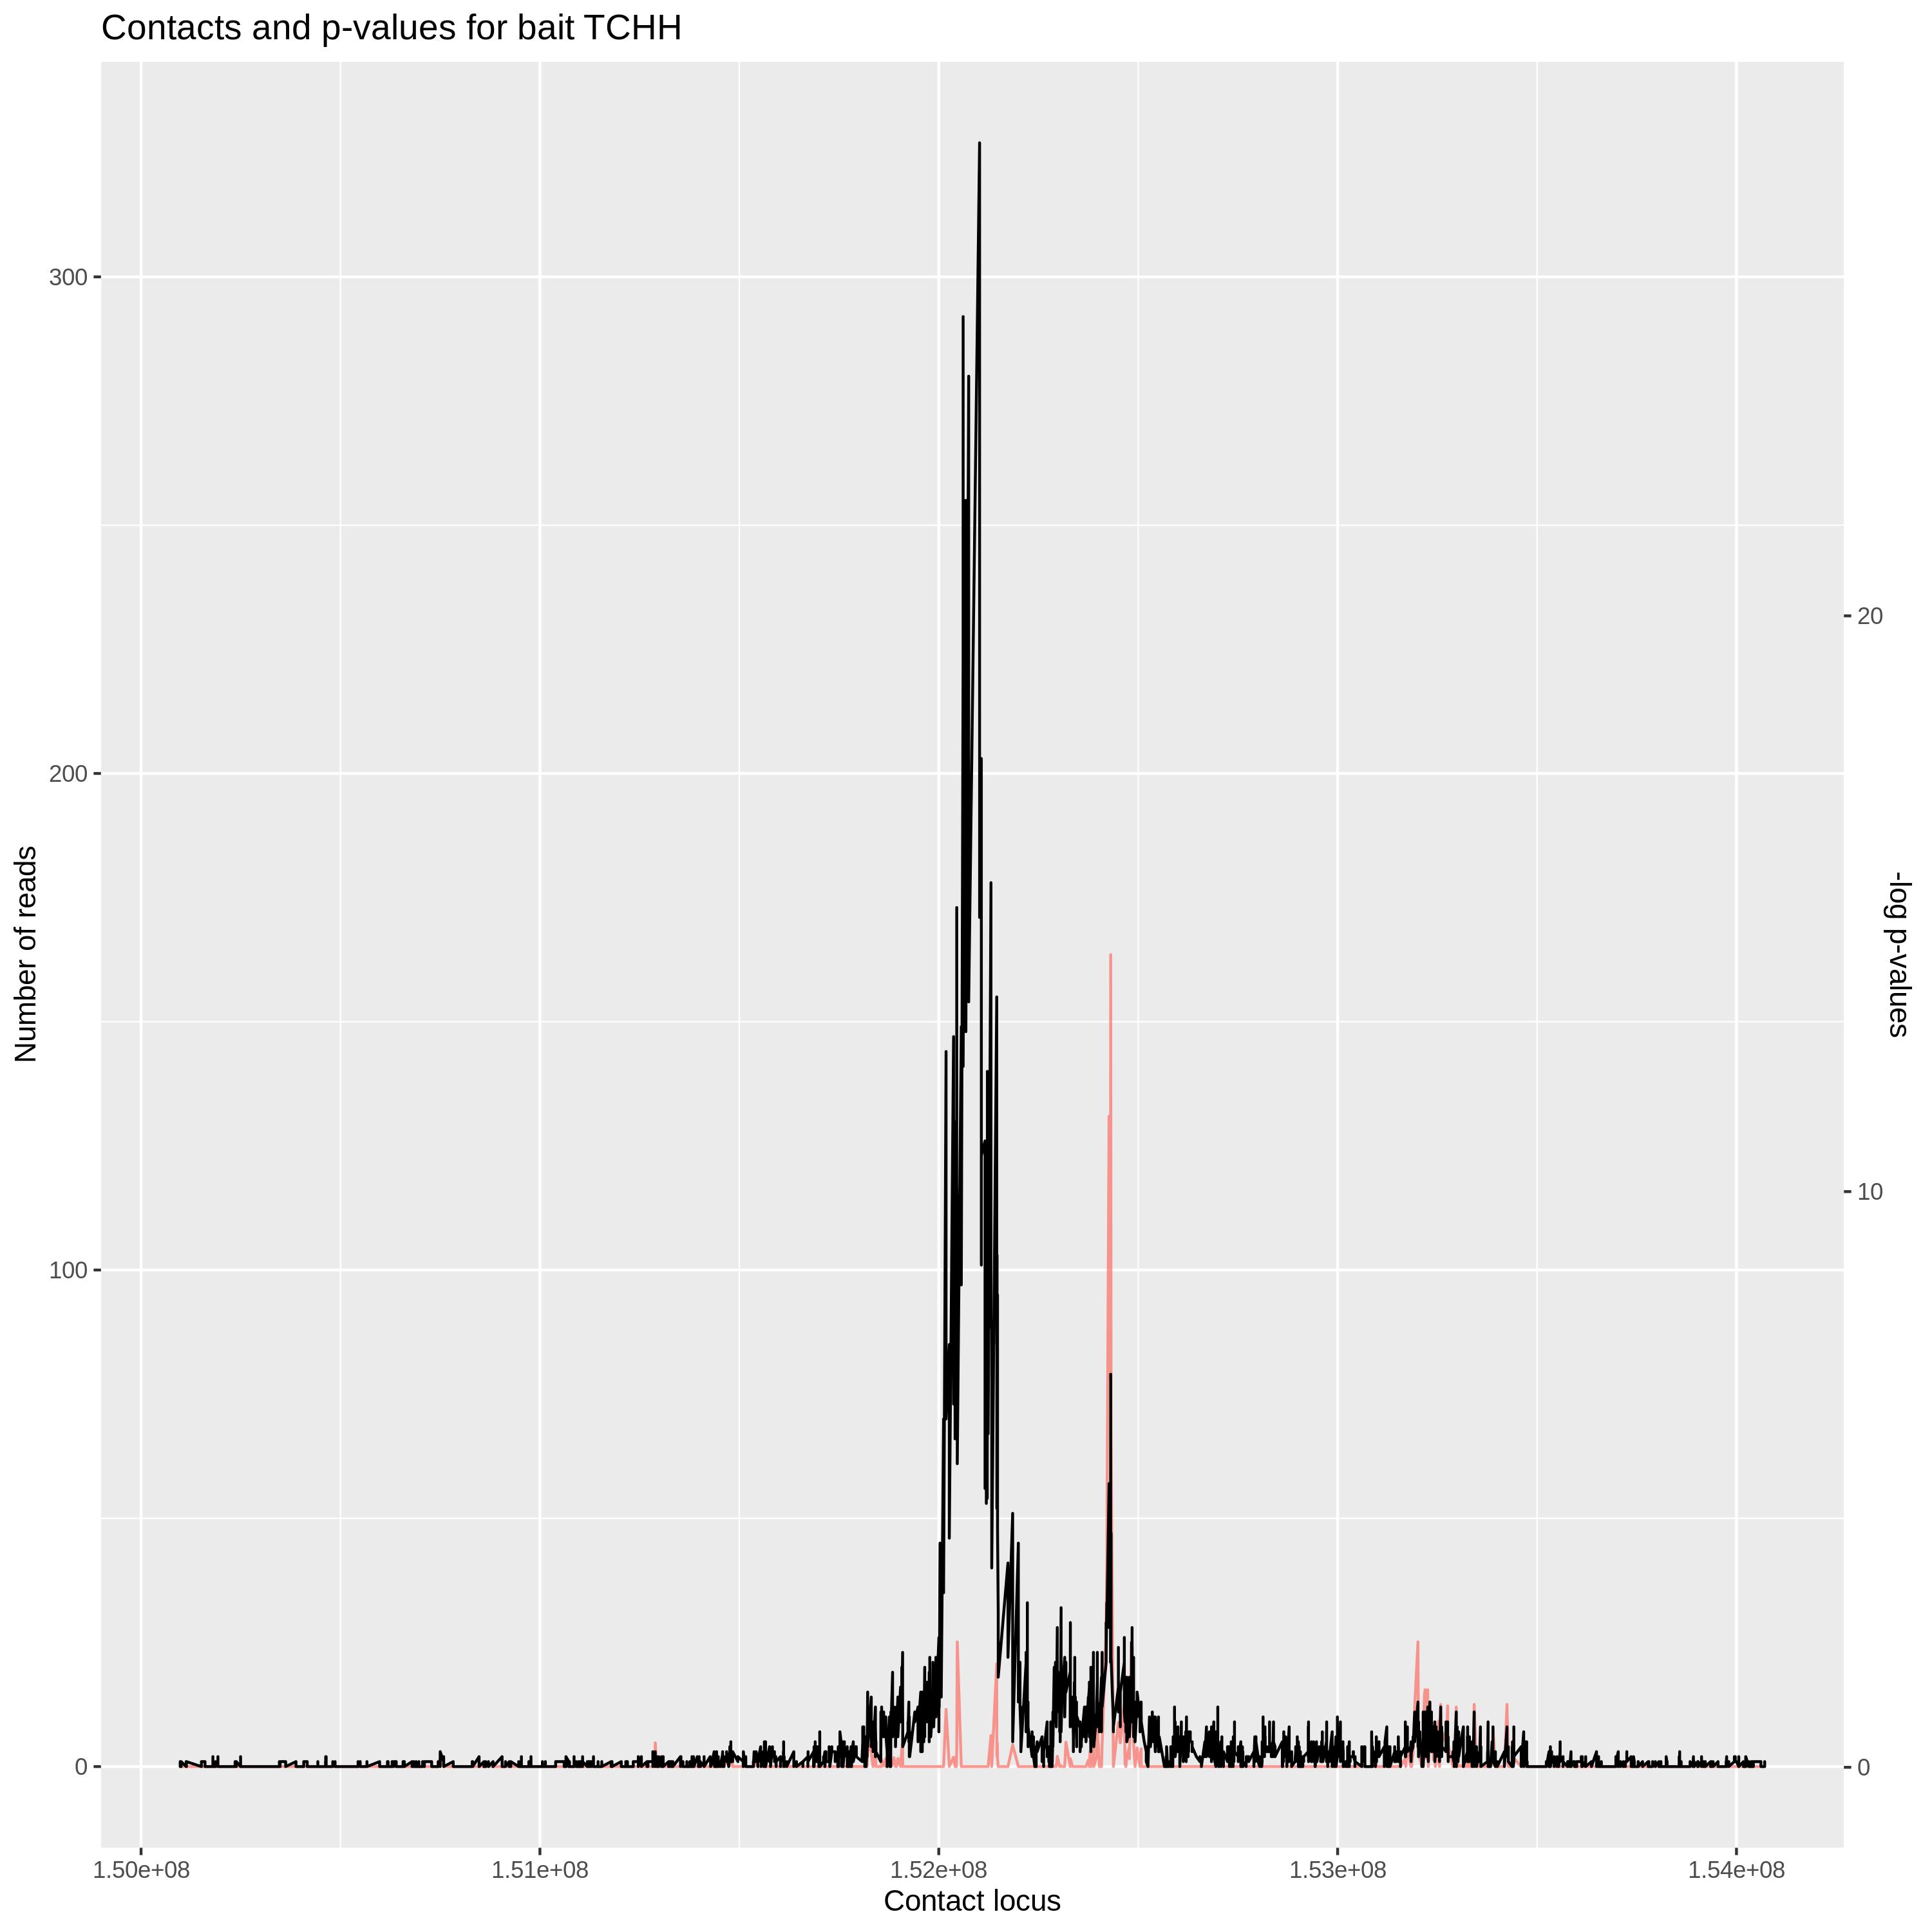 Contacts and p-values for bait TCHH
300
200
100
0
Number of reads
20
10
0
-log p-values
1.50e+08
1.51e+08
1.52e+08
1.53e+08
1.54e+08
Contact locus